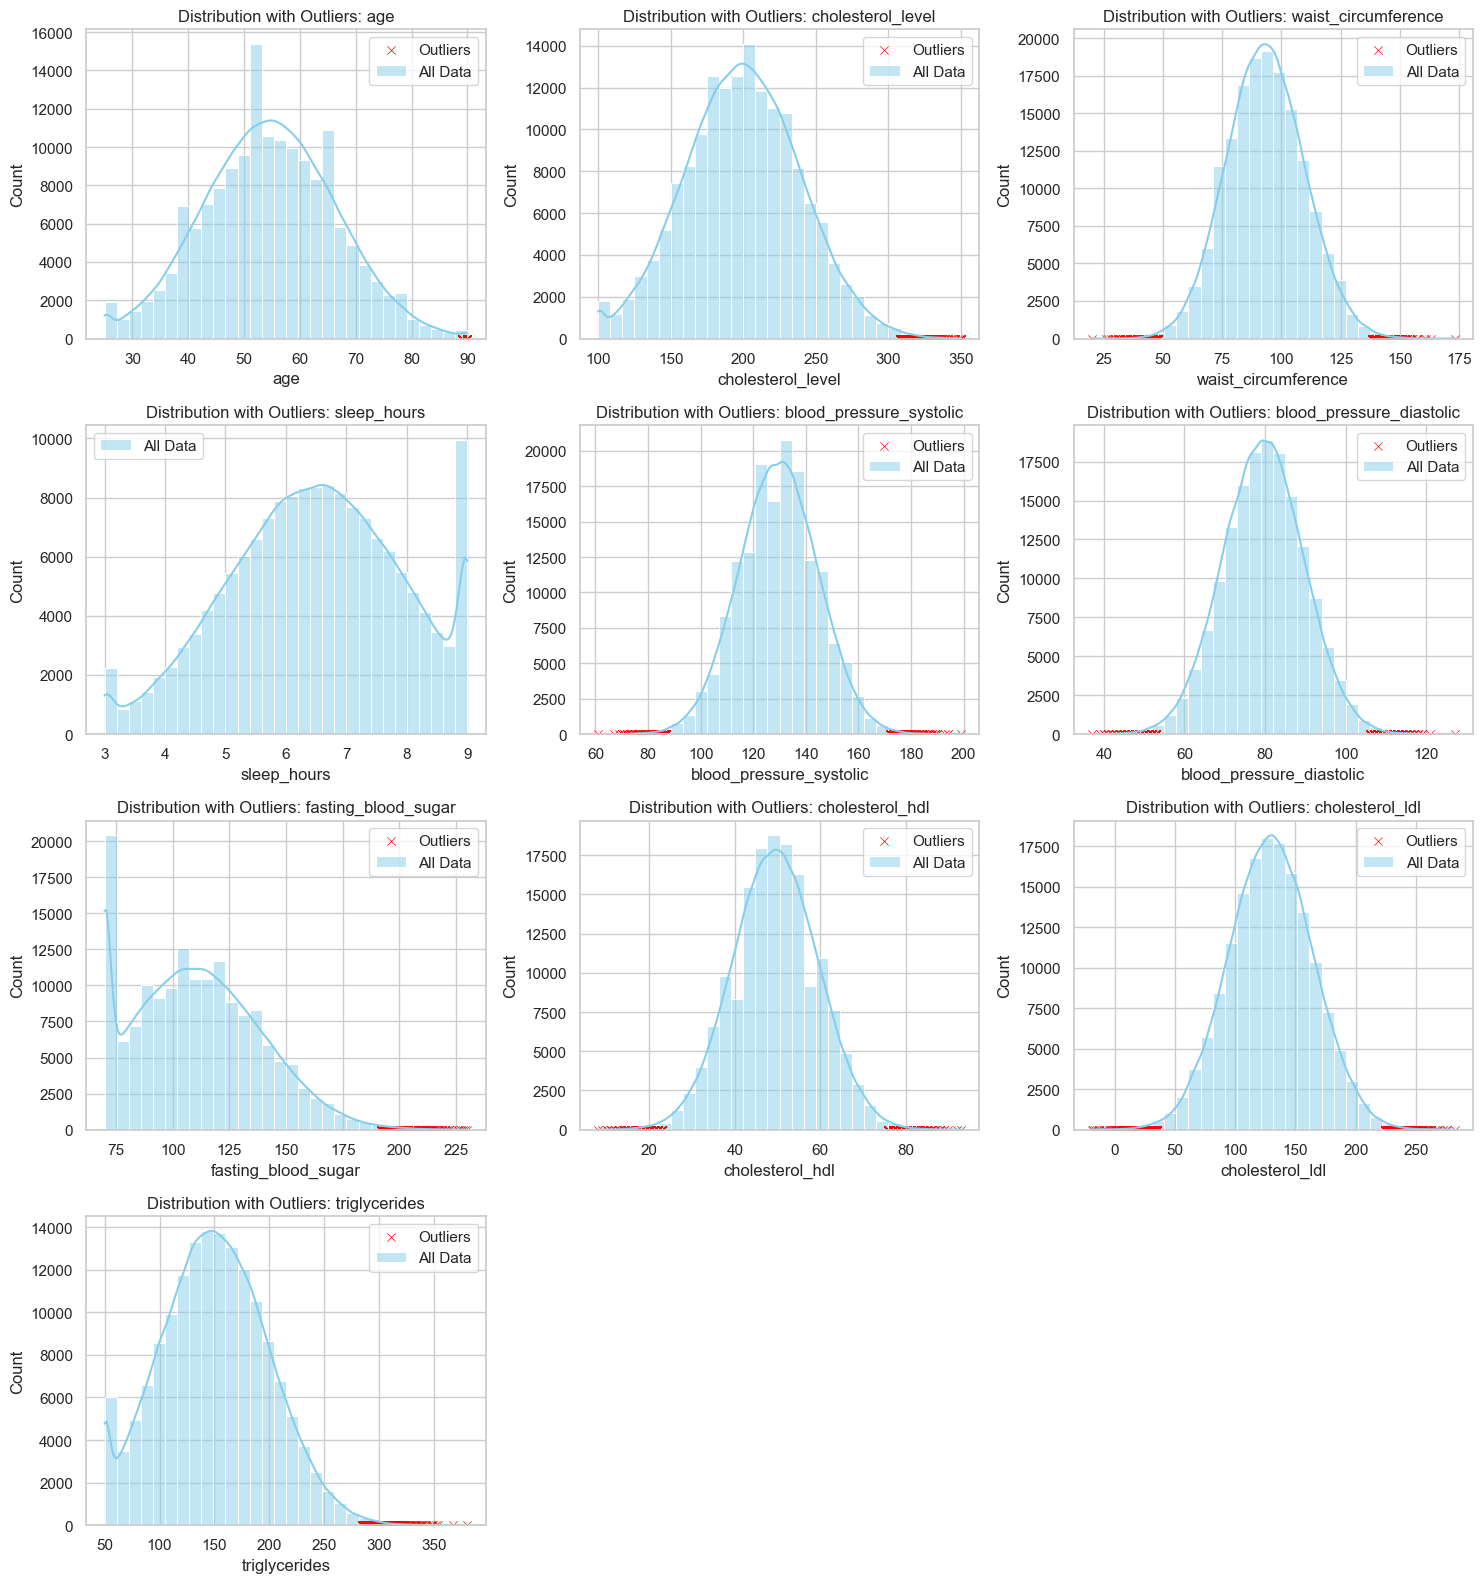 Distribution with Outliers: age
16000
14000
12000
10000
8000
6000
4000
2000
0
Count
30 40 50 60 70 80 90
age
Outliers
All Data
Distribution with Outliers: cholesterol_level
14000
12000
10000
8000
6000
4000
2000
0
Count
100 150 200 250 300 350
cholesterol_level
Outliers
All Data
Distribution with Outliers: waist_circumference
20000
17500
15000
12500
10000
7500
5000
2500
0
Count
25 50 75 100 125 150 175
waist_circumference
Outliers
All Data
Distribution with Outliers: sleep_hours
10000
8000
6000
4000
2000
0
Count
3 4 5 6 7 8 9
sleep_hours
All Data
Distribution with Outliers: blood_pressure_systolic
20000
17500
15000
12500
10000
7500
5000
2500
0
Count
60 80 100 120 140 160 180 200
blood_pressure_systolic
Outliers
All Data
Distribution with Outliers: blood_pressure_diastolic
17500
15000
12500
10000
7500
5000
2500
0
Count
40 60 80 100 120
blood_pressure_diastolic
Outliers
All Data
Distribution with Outliers: fasting_blood_sugar
20000
17500
15000
12500
10000
7500
5000
2500
0
Count
75 100 125 150 175 200 225
fasting_blood_sugar
Outliers
All Data
Distribution with Outliers: cholesterol_hdl
17500
15000
12500
10000
7500
5000
2500
0
Count
20 40 60 80
cholesterol_hdl
Outliers
All Data
Distribution with Outliers: cholesterol_ldl
17500
15000
12500
10000
7500
5000
2500
0
Count
0 50 100 150 200 250
cholesterol_ldl
Outliers
All Data
Distribution with Outliers: triglycerides
14000
12000
10000
8000
6000
4000
2000
0
Count
50 100 150 200 250 300 350
triglycerides
Outliers
All Data